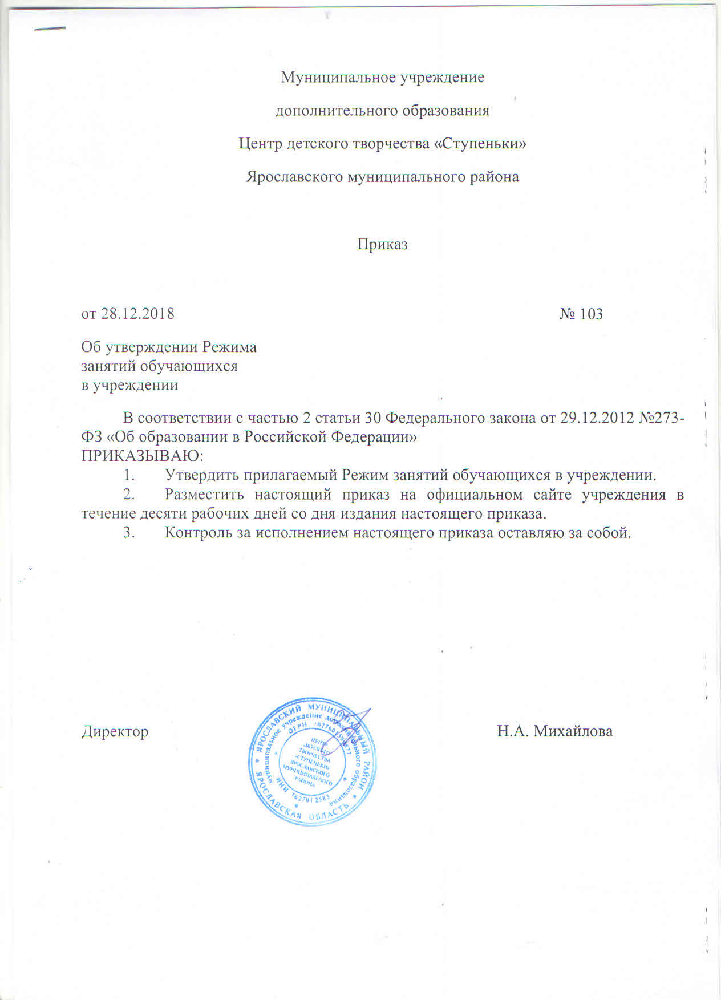 Муниципальное учреждение
дополнительного образования
Центр детского творчества «Ступеньки»
Ярославского муниципального района
Приказ
от 28.12.2018 № 103
Об утверждении Режима
занятий обучающихся
в учреждении
В соответствии с частью 2 статьи 30 Федерального закона от 29.12.2012 №273-
ФЗ «Об образовании в Российской Федерации»
ПРИКАЗЫВАЮ:
1. Утвердить прилагаемый Режим занятий обучающихся в учреждении.
2. Разместить настоящий приказ на официальном сайте учреждения в
течение десяти рабочих дней со дня издания настоящего приказа.
3. Контроль за исполнением настоящего приказа оставляю за собой.
Директор Н.А. Михайлова
ЯРОСЛАВСКИЙ МУНИЦИПАЛЬНЫЙ РАЙОН
ЯРОСЛАВСКАЯ ОБЛАСТЬ
муниципальное учреждение дополнительного образования
ОГРН
ИНН 7627012583
ЦЕНТР
ДЕТСКОГО
ТВОРЧЕСТВА
«СТУПЕНЬКИ»
ЯРОСЛАВСКОГО
МУНИЦИПАЛЬНОГО
РАЙОНА